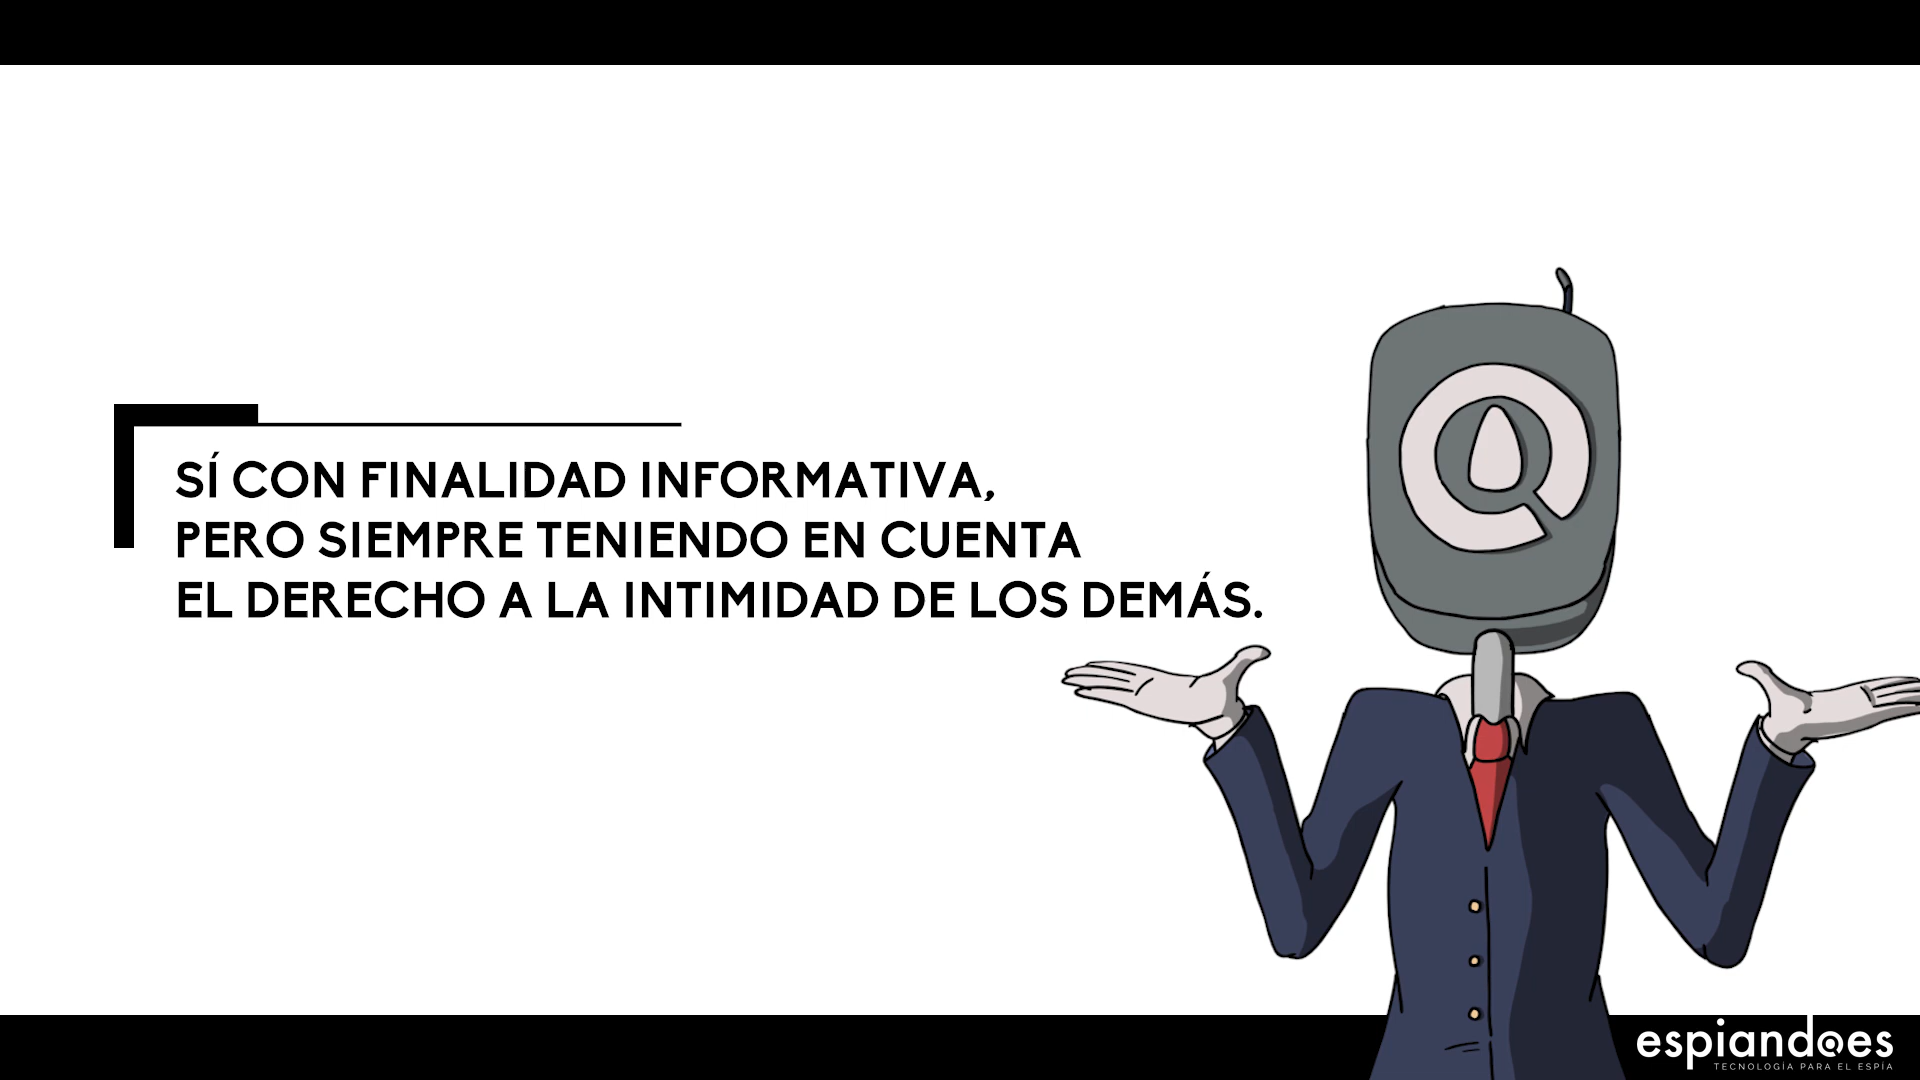 SÍ CON FINALIDAD INFORMATIVA,
PERO SIEMPRE TENIENDO EN CUENTA
EL DERECHO A LA INTIMIDAD DE LOS DEMÁS.
espiandoes
TECNOLOGÍA PARA EL ESPÍA